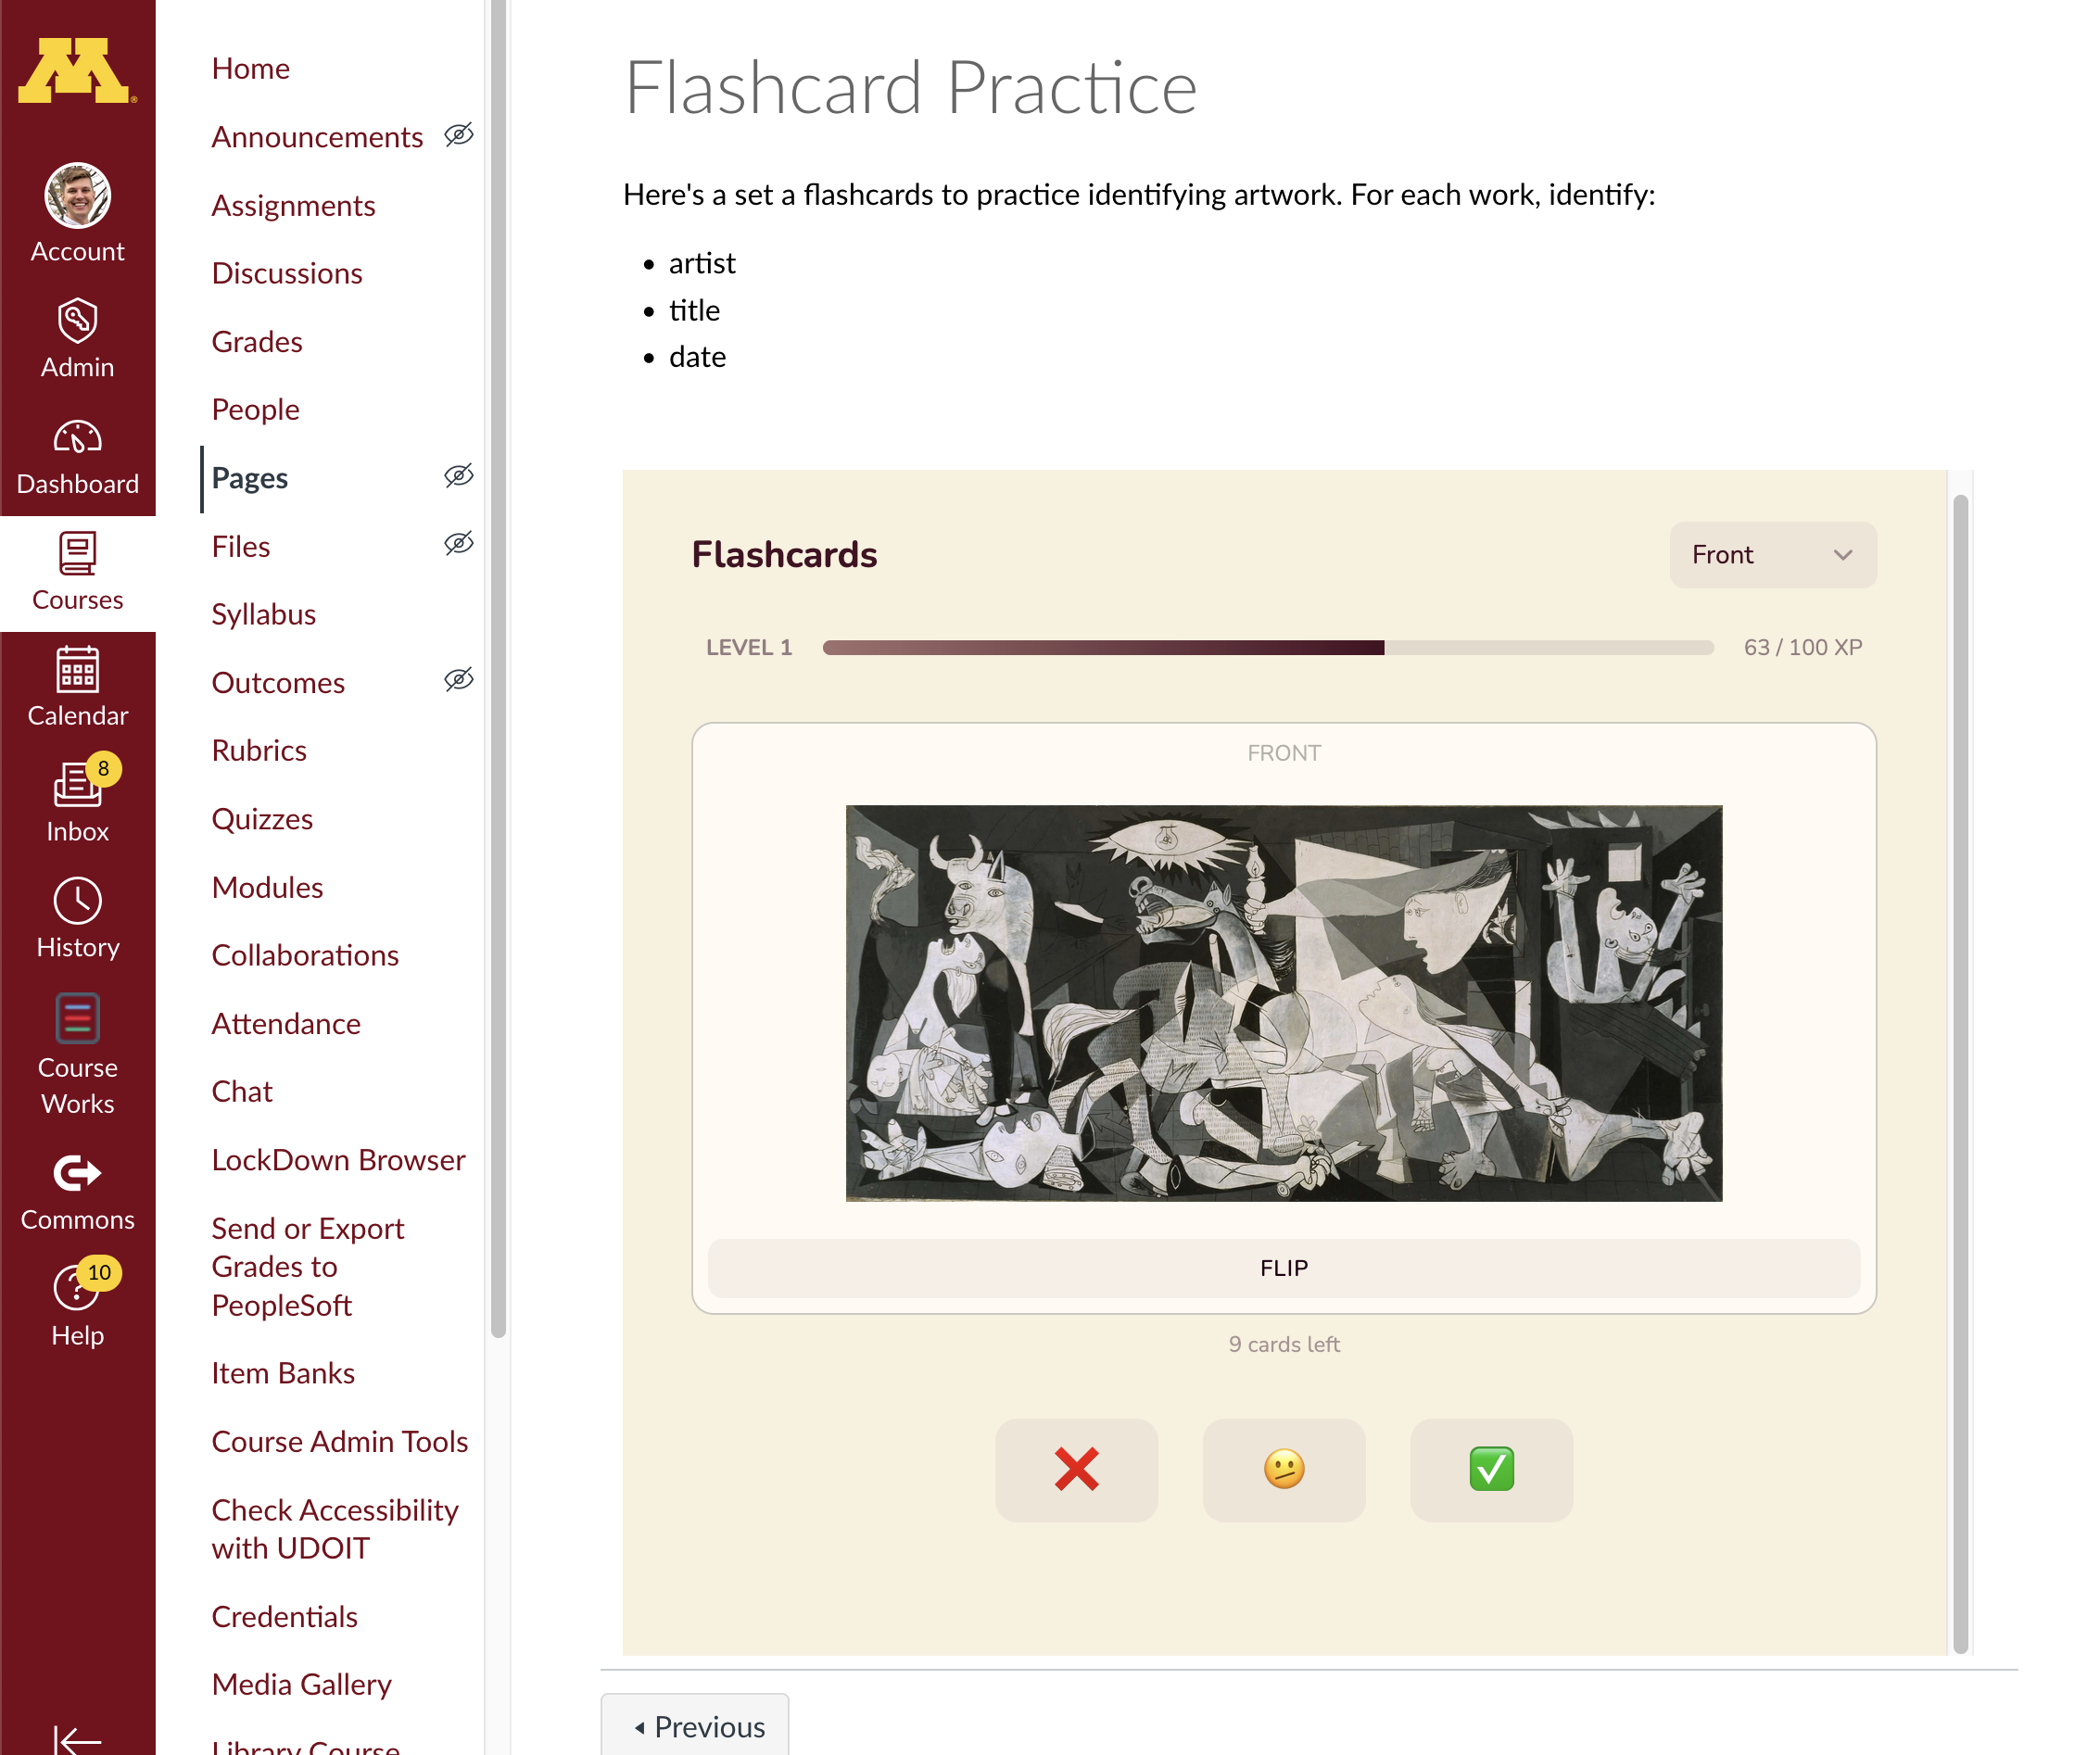 M
Account
Admin
Dashboard
Courses
Calendar
8
Inbox
History
Course
Works
Commons
10
Help
Home
Announcements
Assignments
Discussions
Grades
People
Pages
Files
Syllabus
Outcomes
Rubrics
Quizzes
Modules
Collaborations
Attendance
Chat
LockDown Browser
Send or Export
Grades to
PeopleSoft
Item Banks
Course Admin Tools
Check Accessibility
with UDOIT
Credentials
Media Gallery
Library Course
Flashcard Practice
Here's a set a flashcards to practice identifying artwork. For each work, identify:
• artist
• title
• date
Flashcards
Front
LEVEL 1
63 / 100 XP
FRONT
FLIP
9 cards left
Previous